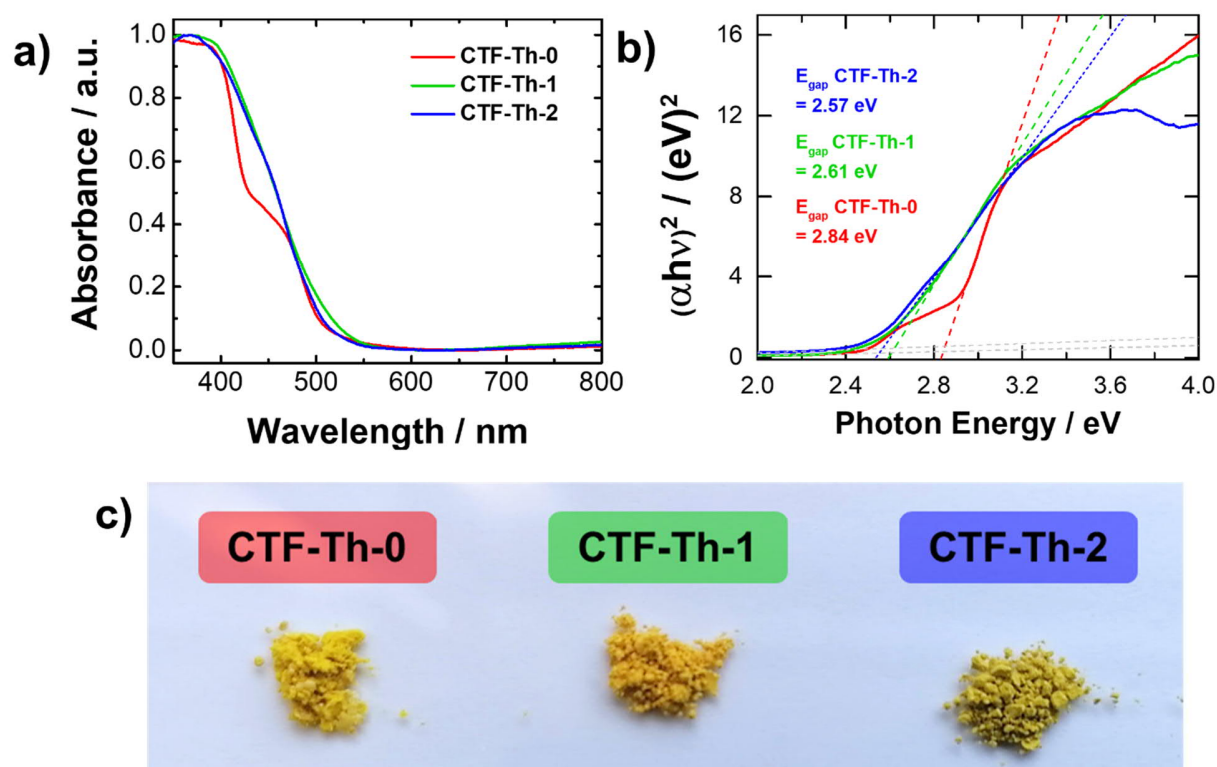 a)
Absorbance / a.u.
1.0
0.8
0.6
0.4
0.2
0.0
400
500
600
700
800
Wavelength / nm
CTF-Th-0
CTF-Th-1
CTF-Th-2
b)
(αhν)² / (eV)²
16
12
8
4
0
2.0
2.4
2.8
3.2
3.6
4.0
Photon Energy / eV
E_gap CTF-Th-2
= 2.57 eV
E_gap CTF-Th-1
= 2.61 eV
E_gap CTF-Th-0
= 2.84 eV
c)
CTF-Th-0
CTF-Th-1
CTF-Th-2